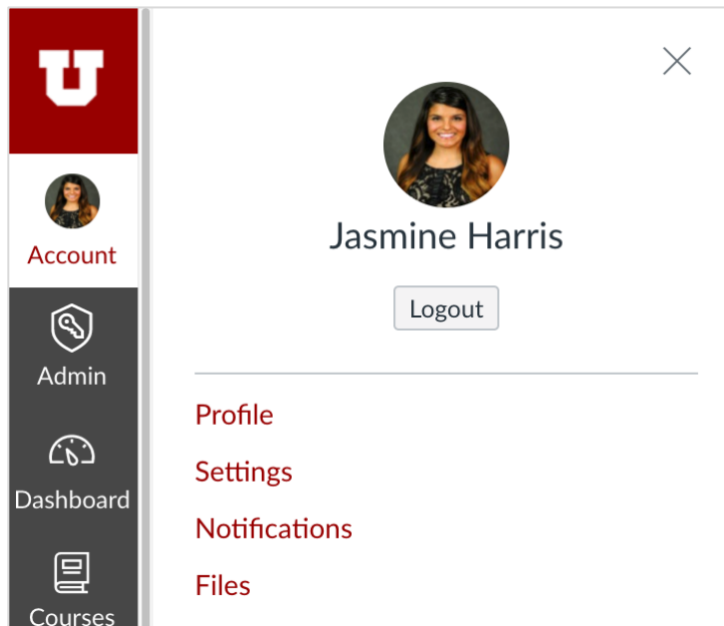 U
Account
Admin
Dashboard
Courses
Jasmine Harris
Logout
Profile
Settings
Notifications
Files